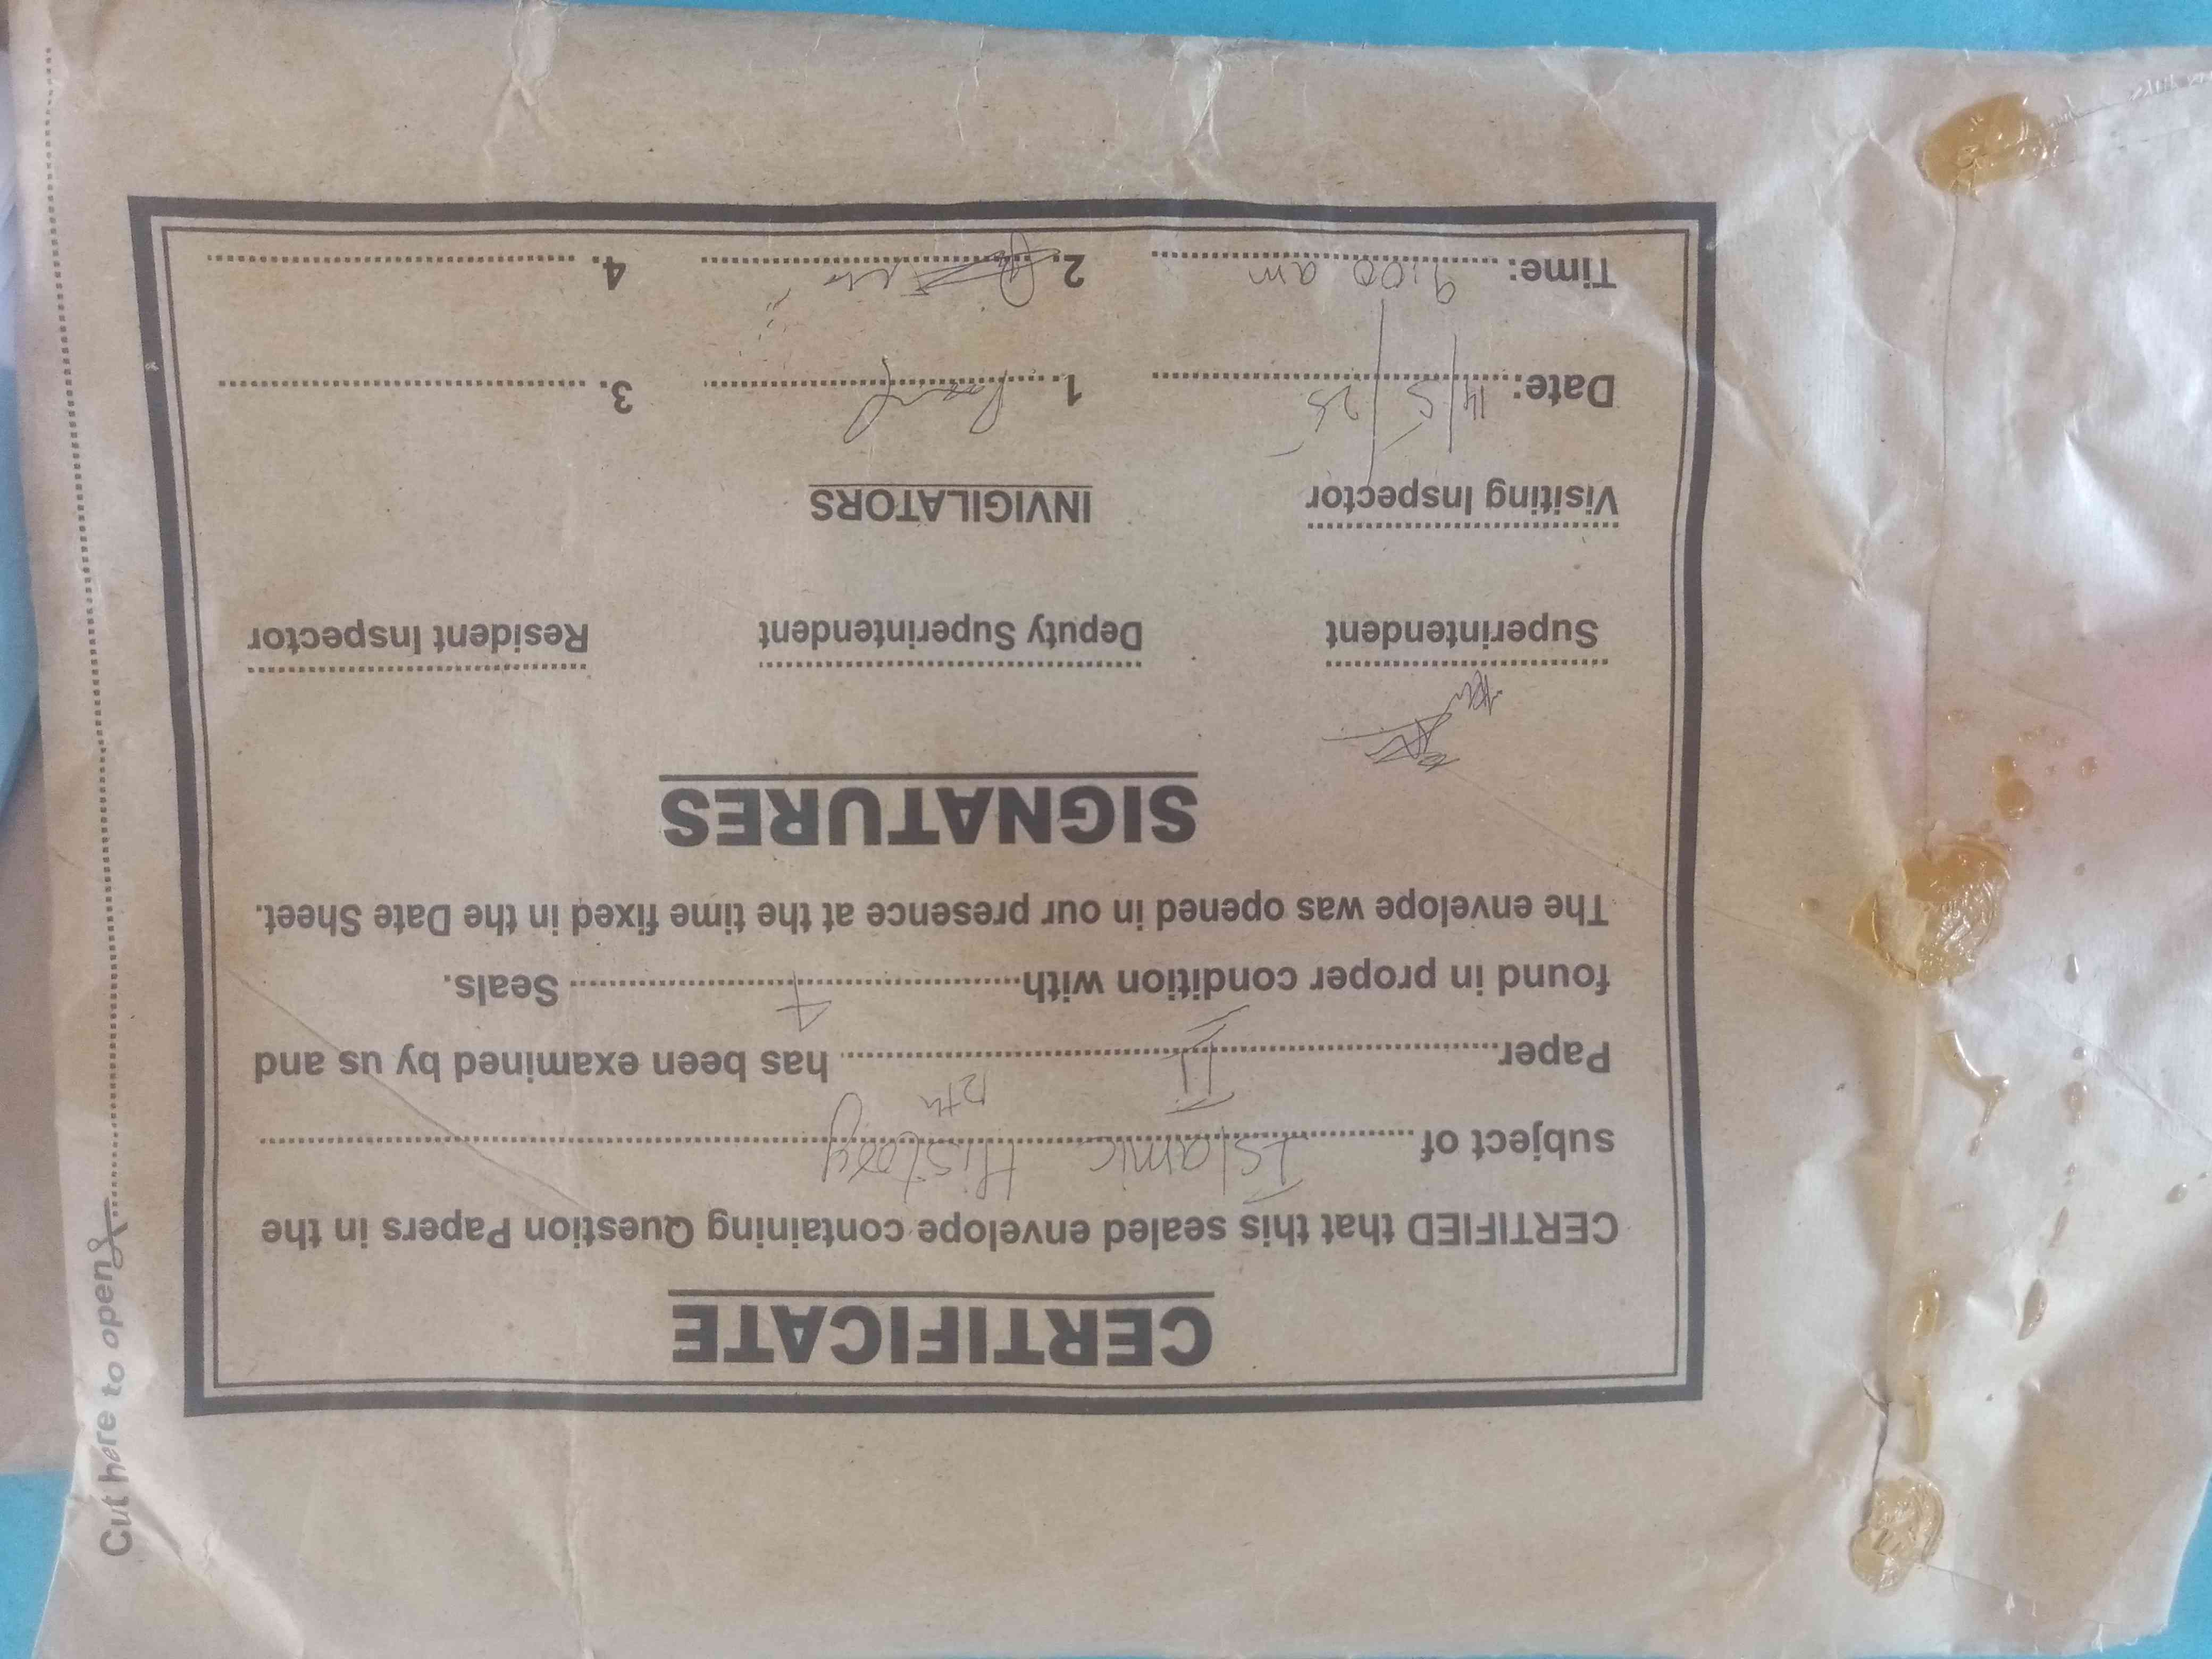 CERTIFICATE
CERTIFIED that this sealed envelope containing Question Papers in the
subject of Islamic History 12th
Paper II has been examined by us and
found in proper condition with Seals.
The envelope was opened in our presence at the time fixed in the Date Sheet.
SIGNATURES
Superintendent Deputy Superintendent Resident Inspector
Visiting Inspector INVIGILATORS
Date: 14/5/25 1. 3.
Time: 9:00 am 2. 4.
Cut here to open